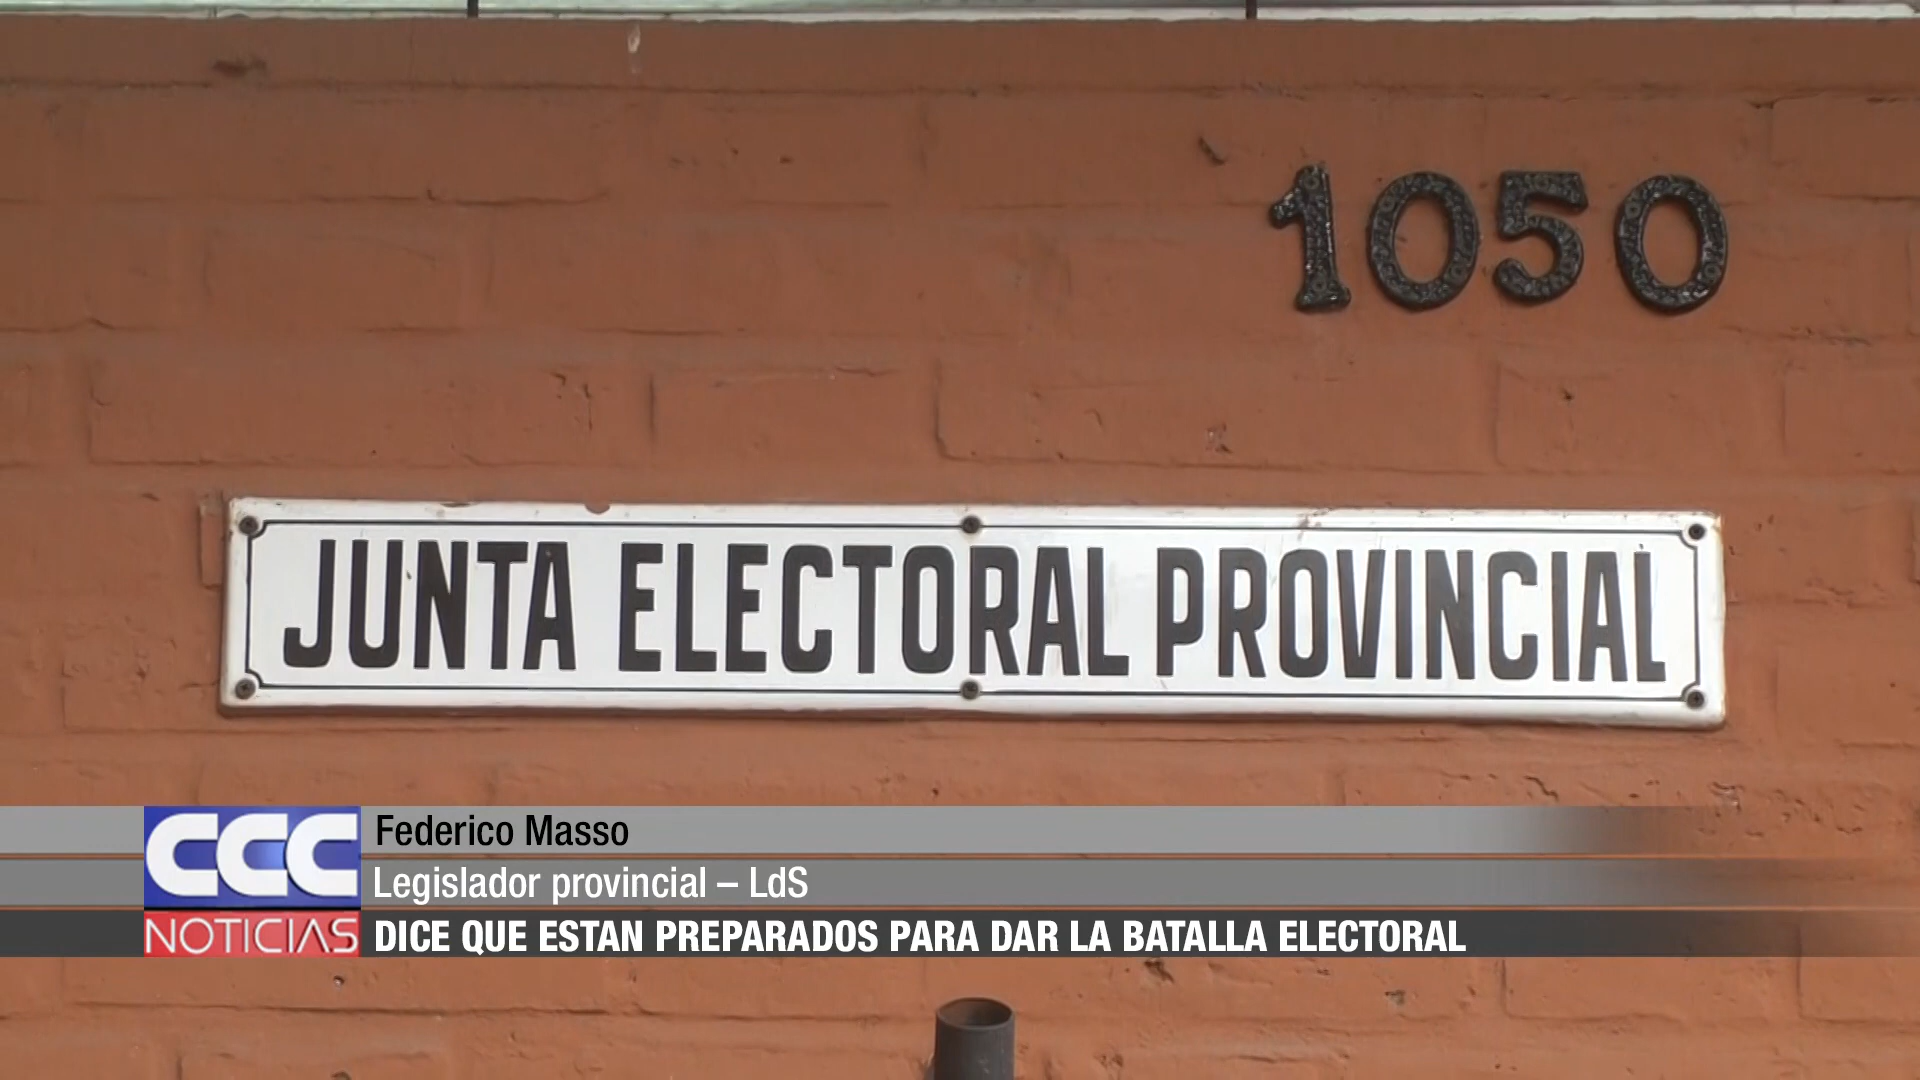 1050
JUNTA ELECTORAL PROVINCIAL
CCC
NOTICIAS
Federico Masso
Legislador provincial – LdS
DICE QUE ESTAN PREPARADOS PARA DAR LA BATALLA ELECTORAL